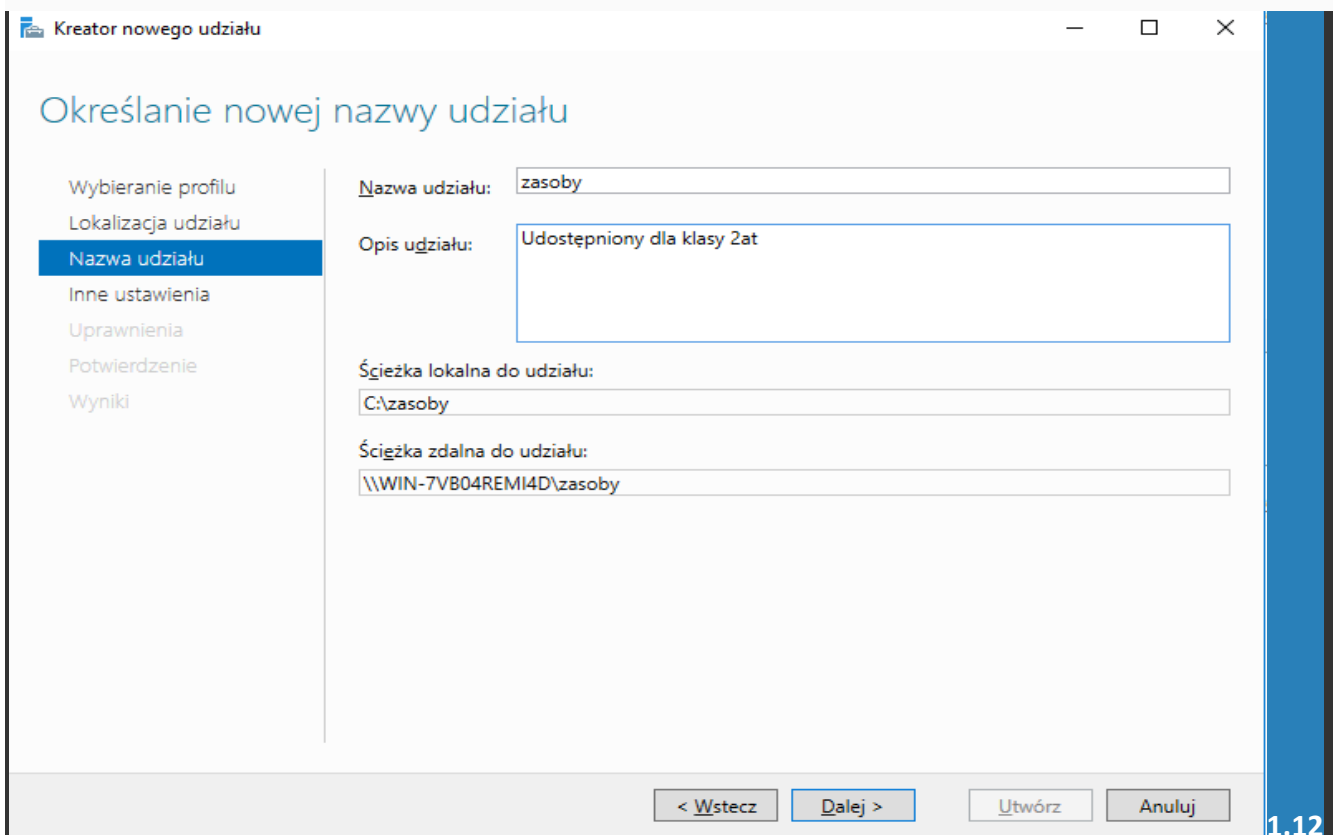 Kreator nowego udziału
Określanie nowej nazwy udziału
Wybieranie profilu
Lokalizacja udziału
Nazwa udziału
Inne ustawienia
Uprawnienia
Potwierdzenie
Wyniki
Nazwa udziału: zasoby
Opis udziału: Udostępniony dla klasy 2at
Ścieżka lokalna do udziału:
C:\zasoby
Ścieżka zdalna do udziału:
\\WIN-7VB04REMI4D\zasoby
< Wstecz Dalej > Utwórz Anuluj
1.12